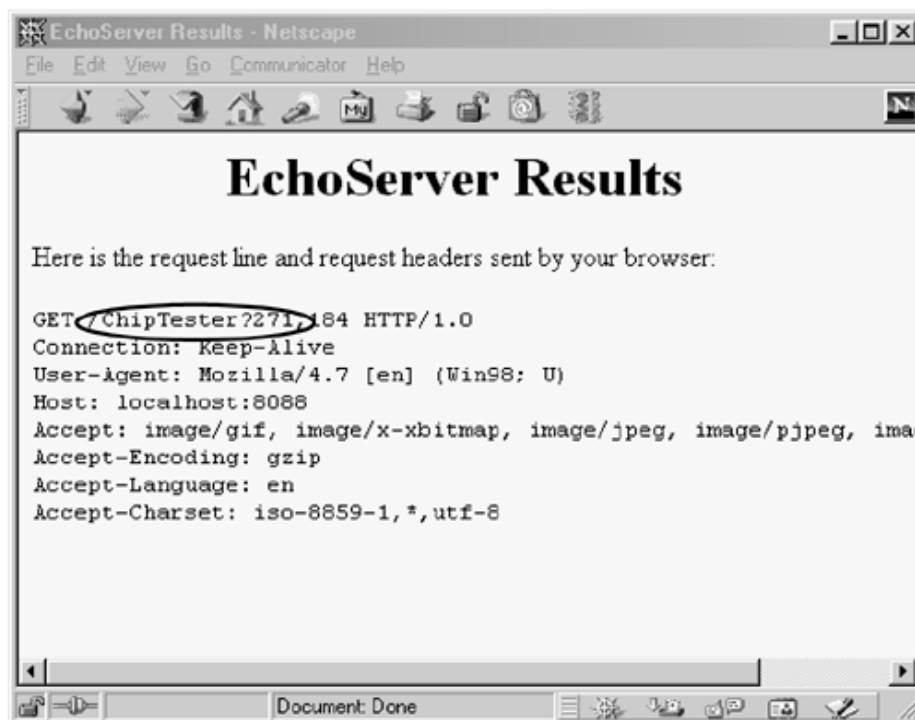 EchoServer Results - Netscape
File Edit View Go Communicator Help
My
N
EchoServer Results
Here is the request line and request headers sent by your browser:
GET /ChipTester?271,184 HTTP/1.0
Connection: Keep-Alive
User-Agent: Mozilla/4.7 [en] (Win98; U)
Host: localhost:8088
Accept: image/gif, image/x-xbitmap, image/jpeg, image/pjpeg, ima
Accept-Encoding: gzip
Accept-Language: en
Accept-Charset: iso-8859-1,*,utf-8
Document: Done